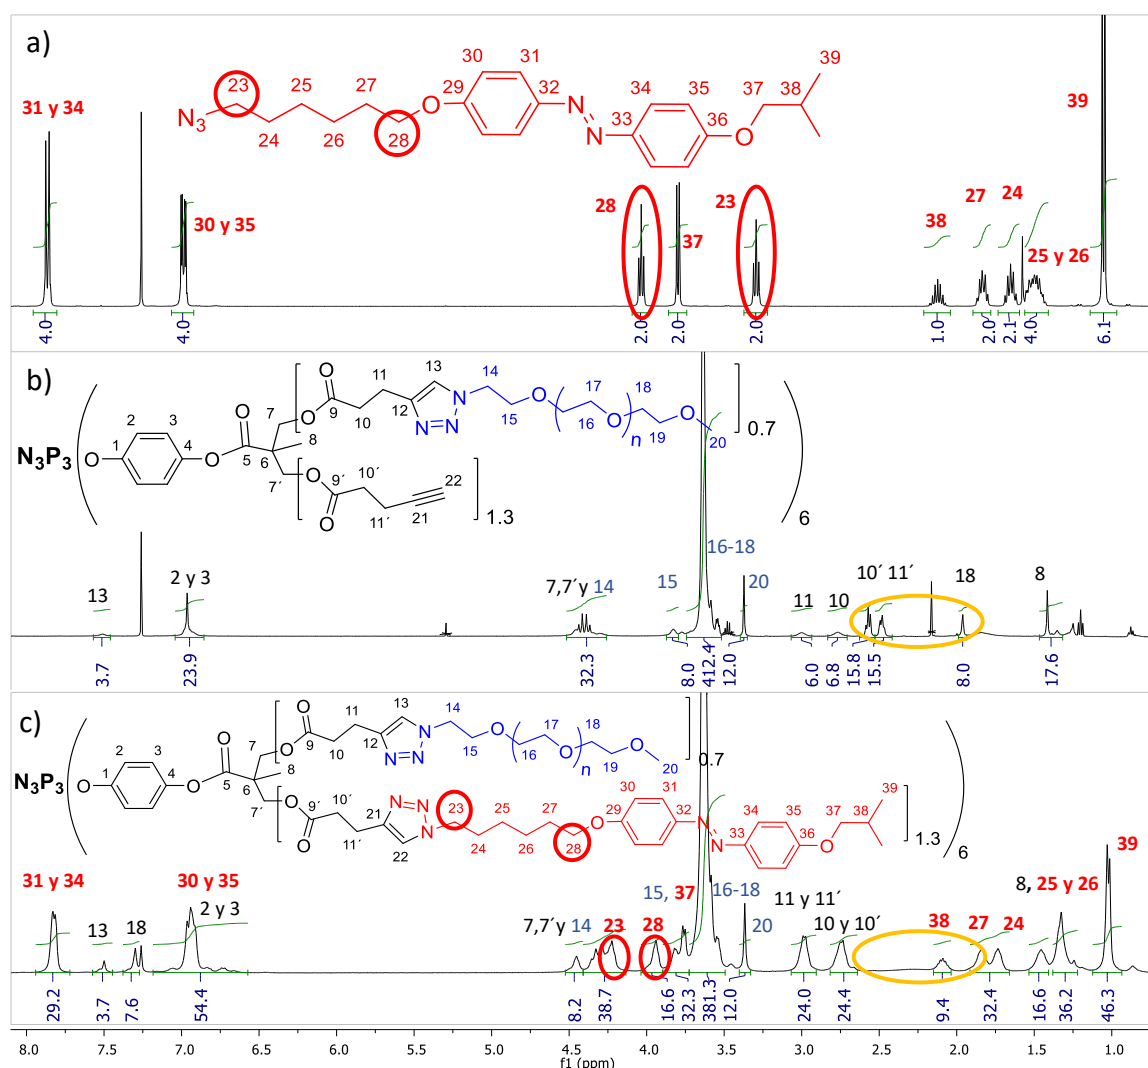 a)
30 31
23 25 27 O 29 32 N N 34 35 37 39
N₃ 24 26 28 33 36 O 38
31 y 34
30 y 35
28
37
23
38
27
24
25 y 26
39
4.0 4.0 2.0 2.0 2.0 1.0 2.0 2.1 4.0 6.1
b)
O 9 10 11 12 13 N N N 14 15 O 16 17 O n 18 19 O 20
0.7
N₃P₃ O 1 2 3 4 O 5 O 6 7 O 8
7´ O 9´ O 10´ 11´ 21 22
1.3
6
13
2 y 3
7,7´y 14
15
16-18
20
11
10
10´ 11´
18
8
3.7 23.9 32.3 8.0 412.4 12.0 6.0 6.8 15.8 15.5 8.0 17.6
c)
O 9 10 11 12 13 N N N 14 15 O 16 17 O n 18 19 O 20
0.7
N₃P₃ O 1 2 3 4 O 5 O 6 7 O 8
7´ O 9´ O 10´ 11´ 21 22 N N N 23 24 25 26 27 28 O 29 30 31 32 N N 33 34 35 36 O 37 38 39
1.3
6
31 y 34
13
18
30 y 35
2 y 3
7,7´y 14
23
28
15, 37
16-18
20
11 y 11´
10 y 10´
38
27
24
8, 25 y 26
39
29.2 3.7 7.6 54.4 8.2 38.7 16.6 32.3 381.3 12.0 24.0 24.4 9.4 32.4 16.6 36.2 46.3
8.0 7.5 7.0 6.5 6.0 5.5 5.0 4.5 4.0 3.5 3.0 2.5 2.0 1.5 1.0
f1 (ppm)